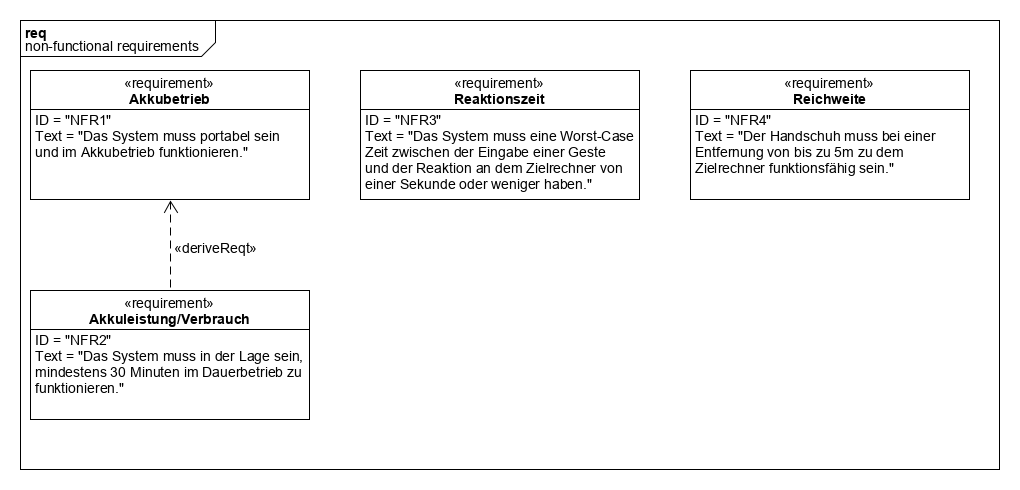 req
non-functional requirements
«requirement»
Akkubetrieb
ID = "NFR1"
Text = "Das System muss portabel sein
und im Akkubetrieb funktionieren."
«requirement»
Reaktionszeit
ID = "NFR3"
Text = "Das System muss eine Worst-Case
Zeit zwischen der Eingabe einer Geste
und der Reaktion an dem Zielrechner von
einer Sekunde oder weniger haben."
«requirement»
Reichweite
ID = "NFR4"
Text = "Der Handschuh muss bei einer
Entfernung von bis zu 5m zu dem
Zielrechner funktionsfähig sein."
«deriveReqt»
«requirement»
Akkuleistung/Verbrauch
ID = "NFR2"
Text = "Das System muss in der Lage sein,
mindestens 30 Minuten im Dauerbetrieb zu
funktionieren."